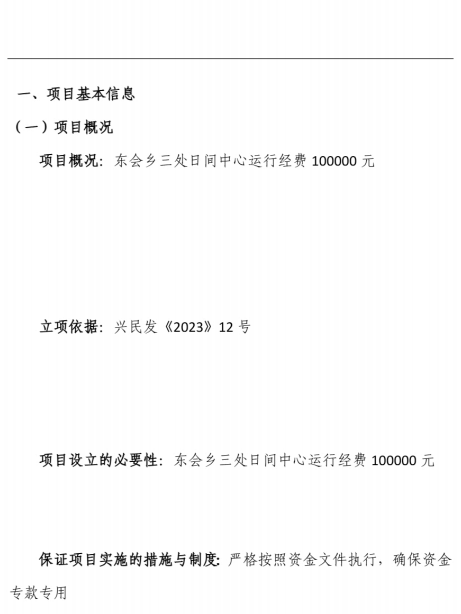 一、项目基本信息
（一）项目概况
项目概况：东会乡三处日间中心运行经费 100000 元
立项依据：兴民发《2023》12 号
项目设立的必要性：东会乡三处日间中心运行经费 100000 元
保证项目实施的措施与制度：严格按照资金文件执行，确保资金
专款专用